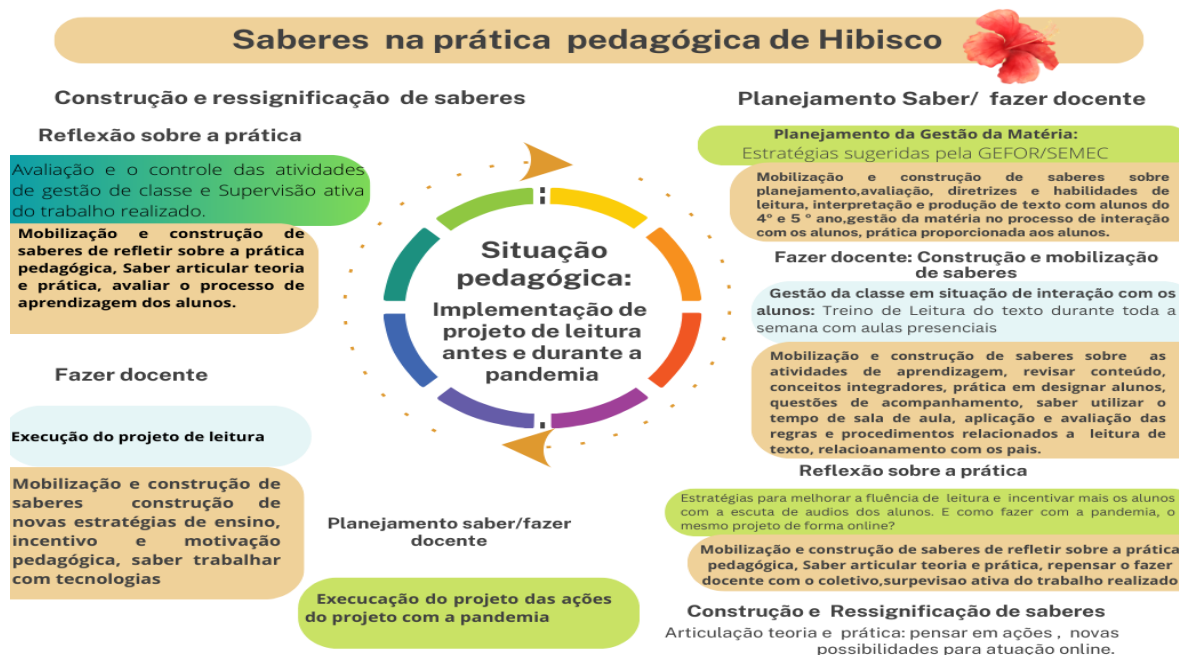 Saberes na prática pedagógica de Hibisco
Construção e ressignificação de saberes
Reflexão sobre a prática
Avaliação e o controle das atividades
de gestão de classe e Supervisão ativa
do trabalho realizado.
Mobilização e construção de
saberes de refletir sobre a prática
pedagógica, Saber articular teoria
e prática, avaliar o processo de
aprendizagem dos alunos.
Fazer docente
Execução do projeto de leitura
Mobilização e construção de
saberes construção de
novas estratégias de ensino,
incentivo e motivação
pedagógica, saber trabalhar
com tecnologias
Situação
pedagógica:
Implementação de
projeto de leitura
antes e durante a
pandemia
Planejamento saber/fazer
docente
Execucação do projeto das ações
do projeto com a pandemia
Planejamento Saber/ fazer docente
Planejamento da Gestão da Matéria:
Estratégias sugeridas pela GEFOR/SEMEC
Mobilização e construção de saberes sobre
planejamento,avaliação, diretrizes e habilidades de
leitura, interpretação e produção de texto com alunos do
4º e 5 º ano,gestão da matéria no processo de interação
com os alunos, prática proporcionada aos alunos.
Fazer docente: Construção e mobilização
de saberes
Gestão da classe em situação de interação com os
alunos: Treino de Leitura do texto durante toda a
semana com aulas presenciais
Mobilização e construção de saberes sobre as
atividades de aprendizagem, revisar conteúdo,
conceitos integradores, prática em designar alunos,
questões de acompanhamento, saber utilizar o
tempo de sala de aula, aplicação e avaliação das
regras e procedimentos relacionados a leitura de
texto, relacioanamento com os pais.
Reflexão sobre a prática
Estratégias para melhorar a fluência de leitura e incentivar mais os alunos
com a escuta de audios dos alunos. E como fazer com a pandemia, o
mesmo projeto de forma online?
Mobilização e construção de saberes de refletir sobre a prática
pedagógica, Saber articular teoria e prática, repensar o fazer
docente com o coletivo,surpevisao ativa do trabalho realizado
Construção e Ressignificação de saberes
Articulação teoria e prática: pensar em ações , novas
possibilidades para atuação online.